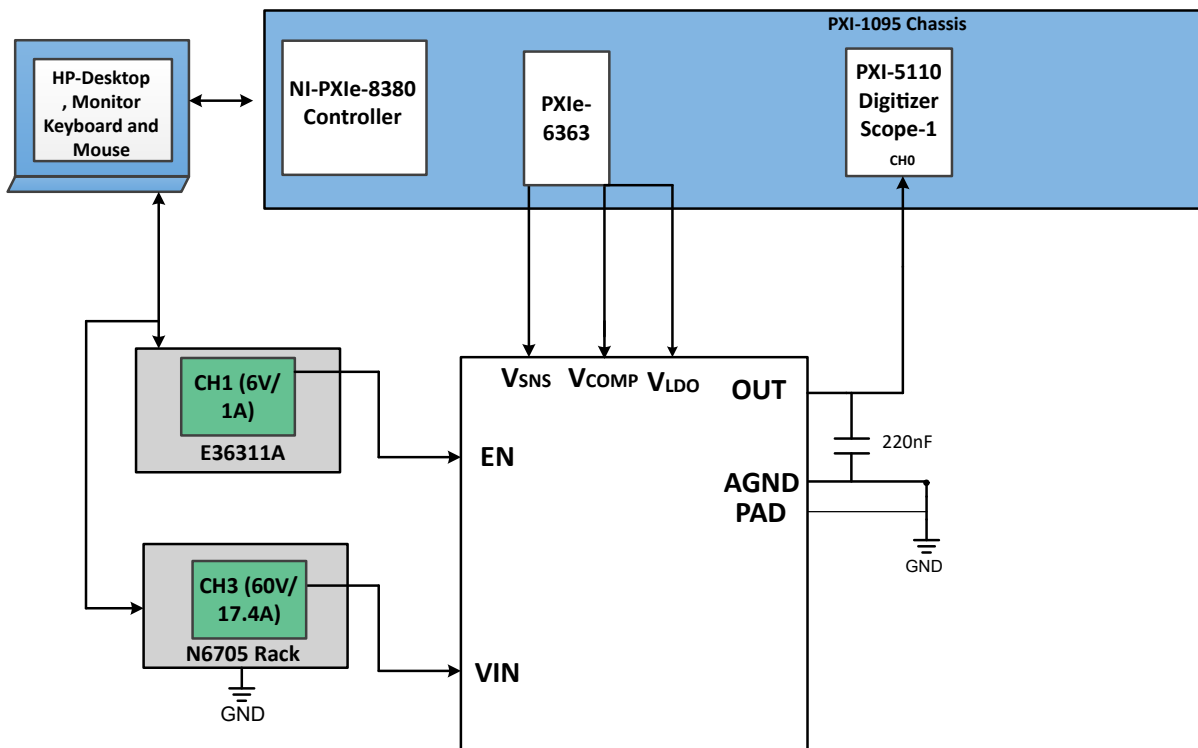 PXI-1095 Chassis
HP-Desktop
, Monitor
Keyboard and
Mouse
NI-PXIe-8380
Controller
PXIe-
6363
PXI-5110
Digitizer
Scope-1
CH0
CH1 (6V/
1A)
E36311A
CH3 (60V/
17.4A)
N6705 Rack
GND
VSNS VCOMP VLDO
OUT
EN
AGND
PAD
VIN
220nF
GND